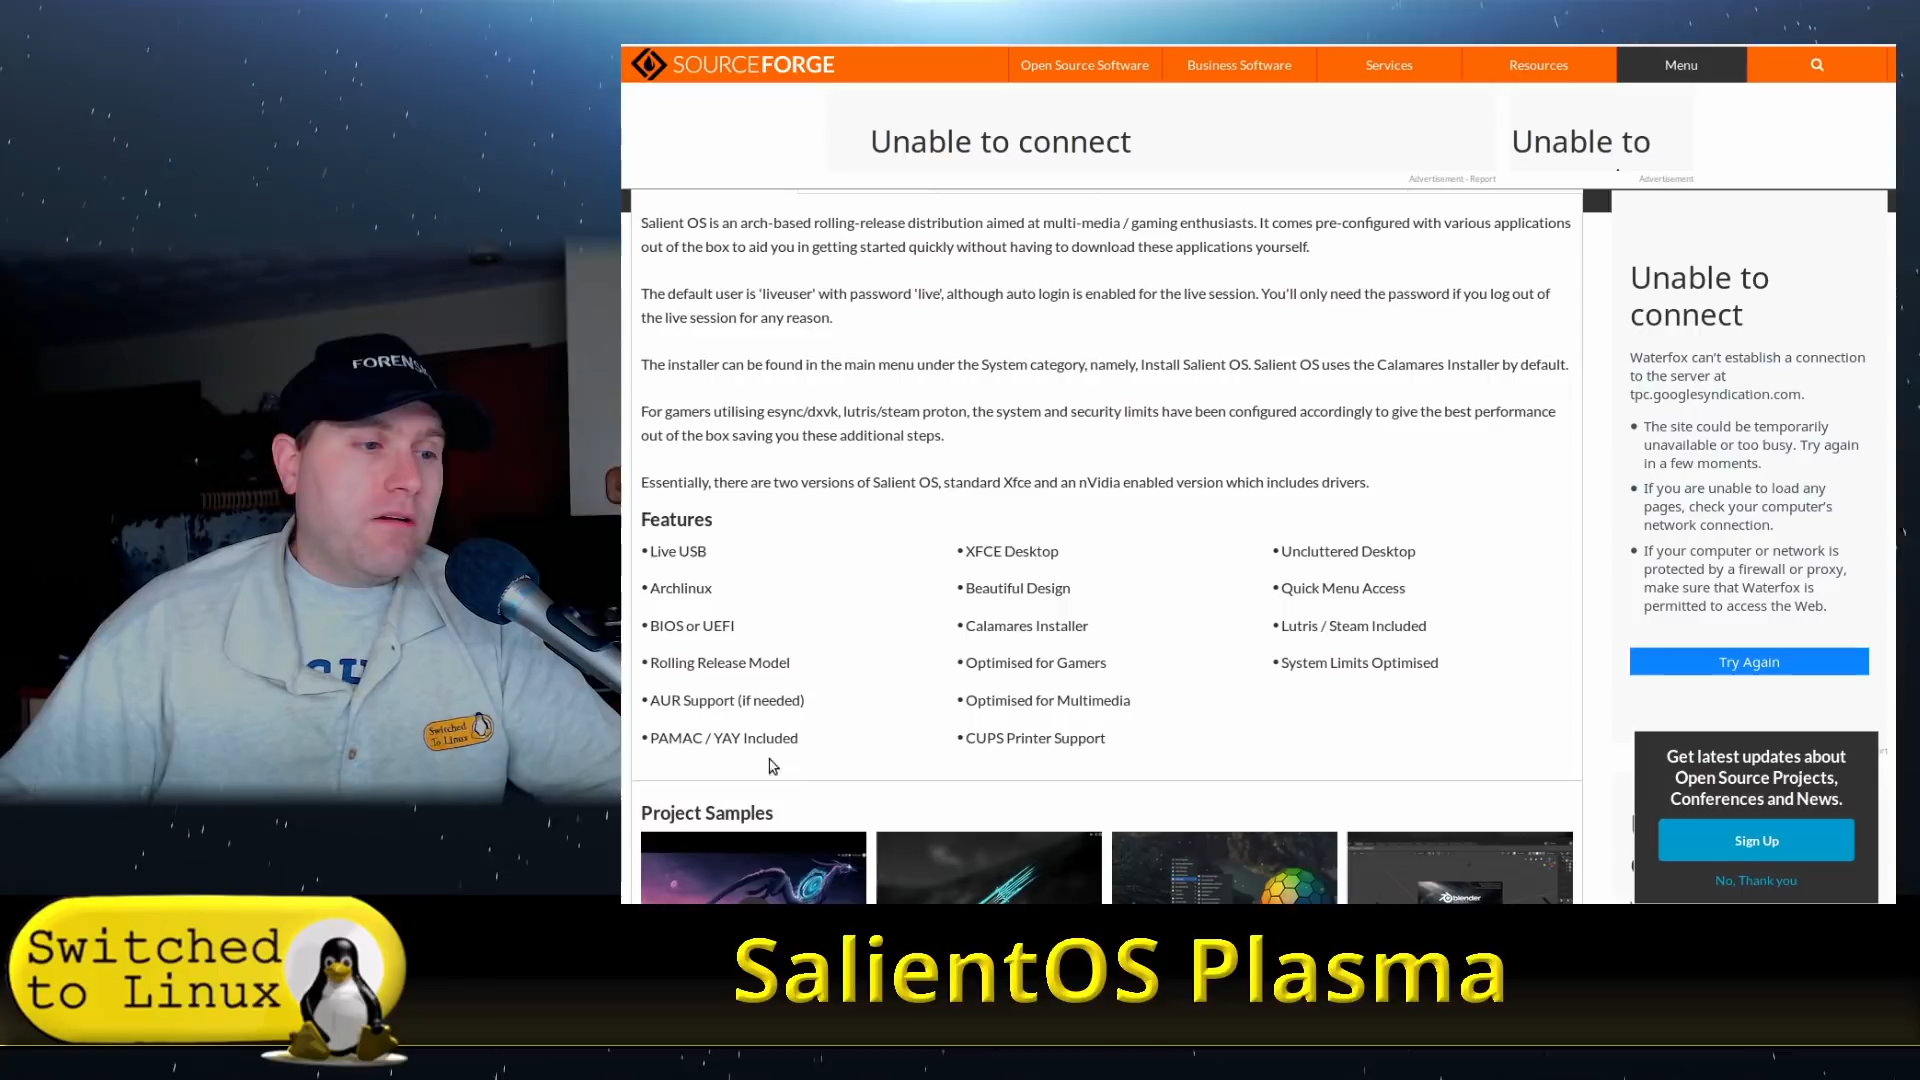 SOURCEFORGE
Open Source Software
Business Software
Services
Resources
Menu
Unable to connect
Unable to
Advertisement - Report
Advertisement
Salient OS is an arch-based rolling-release distribution aimed at multi-media / gaming enthusiasts. It comes pre-configured with various applications
out of the box to aid you in getting started quickly without having to download these applications yourself.
The default user is 'liveuser' with password 'live', although auto login is enabled for the live session. You'll only need the password if you log out of
the live session for any reason.
The installer can be found in the main menu under the System category, namely, Install Salient OS. Salient OS uses the Calamares Installer by default.
For gamers utilising esync/dxvk, lutris/steam proton, the system and security limits have been configured accordingly to give the best performance
out of the box saving you these additional steps.
Essentially, there are two versions of Salient OS, standard Xfce and an nVidia enabled version which includes drivers.
Features
• Live USB
• XFCE Desktop
• Uncluttered Desktop
• Archlinux
• Beautiful Design
• Quick Menu Access
• BIOS or UEFI
• Calamares Installer
• Lutris / Steam Included
• Rolling Release Model
• Optimised for Gamers
• System Limits Optimised
• AUR Support (if needed)
• Optimised for Multimedia
• PAMAC / YAY Included
• CUPS Printer Support
Project Samples
blender
Unable to
connect
Waterfox can't establish a connection
to the server at
tpc.googlesyndication.com.
• The site could be temporarily
unavailable or too busy. Try again
in a few moments.
• If you are unable to load any
pages, check your computer's
network connection.
• If your computer or network is
protected by a firewall or proxy,
make sure that Waterfox is
permitted to access the Web.
Try Again
Get latest updates about
Open Source Projects,
Conferences and News.
Sign Up
No, Thank you
Switched
To Linux
Switched
to Linux
SalientOS Plasma